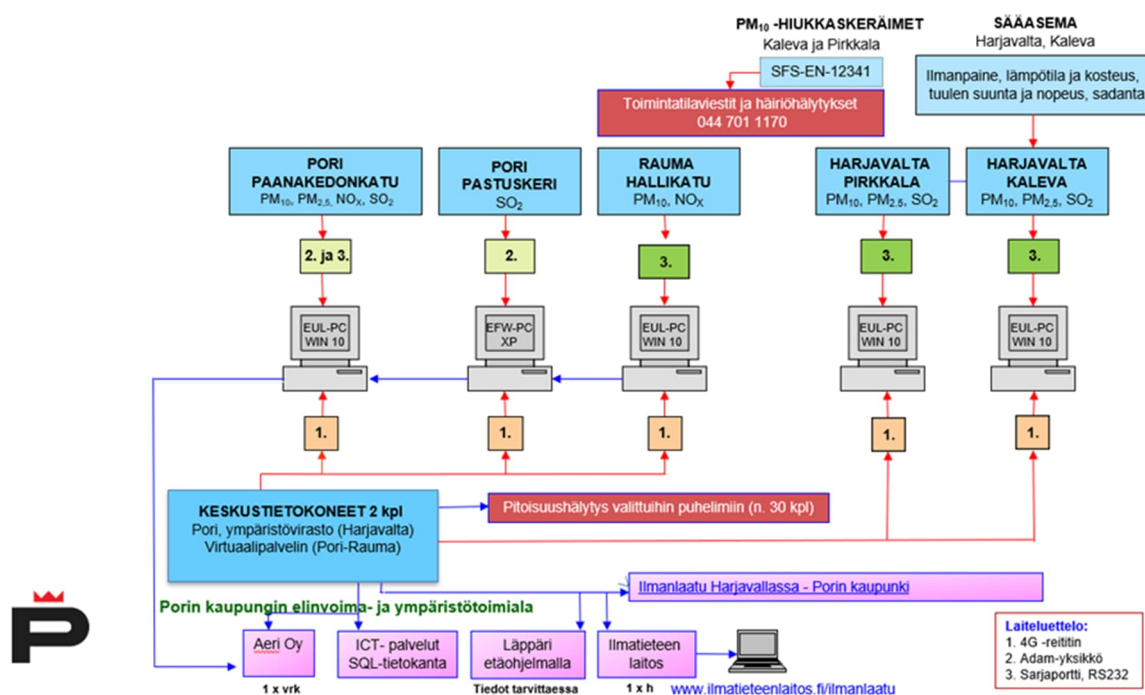 PM₁₀ -HIUKKASKERÄIMET
Kaleva ja Pirkkala
SFS-EN-12341
SÄÄASEMA
Harjavalta, Kaleva
Ilmanpaine, lämpötila ja kosteus,
tuulen suunta ja nopeus, sadanta
Toimintatilaviestit ja häiriöhälytykset
044 701 1170
PORI
PAANAKEDONKATU
PM₁₀, PM₂,₅, NOₓ, SO₂
PORI
PASTUSKERI
SO₂
RAUMA
HALLIKATU
PM₁₀, NOₓ
HARJAVALTA
PIRKKALA
PM₁₀, PM₂.₅, SO₂
HARJAVALTA
KALEVA
PM₁₀, PM₂,₅, SO₂
2. ja 3.
2.
3.
3.
3.
EUL-PC
WIN 10
EFW-PC
XP
EUL-PC
WIN 10
EUL-PC
WIN 10
EUL-PC
WIN 10
1.
1.
1.
1.
1.
KESKUSTIETOKONEET 2 kpl
Pori, ympäristövirasto (Harjavalta)
Virtuaalipalvelin (Pori-Rauma)
Pitoisuushälytys valittuihin puhelimiin (n. 30 kpl)
Ilmanlaatu Harjavallassa - Porin kaupunki
P
Porin kaupungin elinvoima- ja ympäristötoimiala
Aeri Oy
1 x vrk
ICT- palvelut
SQL-tietokanta
Läppäri
etäohjelmalla
Tiedot tarvittaessa
Ilmatieteen
laitos
1 x h
www.ilmatieteenlaitos.fi/ilmanlaatu
Laiteluettelo:
1. 4G -reititin
2. Adam-yksikkö
3. Sarjaportti, RS232